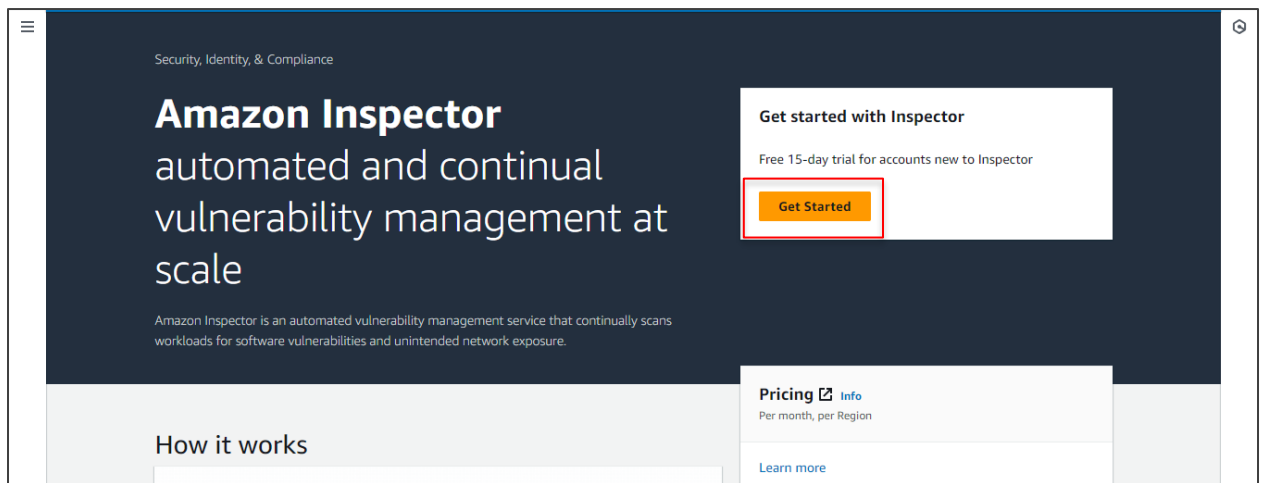 Security, Identity, & Compliance
Amazon Inspector
automated and continual
vulnerability management at
scale
Amazon Inspector is an automated vulnerability management service that continually scans
workloads for software vulnerabilities and unintended network exposure.
Get started with Inspector
Free 15-day trial for accounts new to Inspector
Get Started
Pricing Info
Per month, per Region
Learn more
How it works